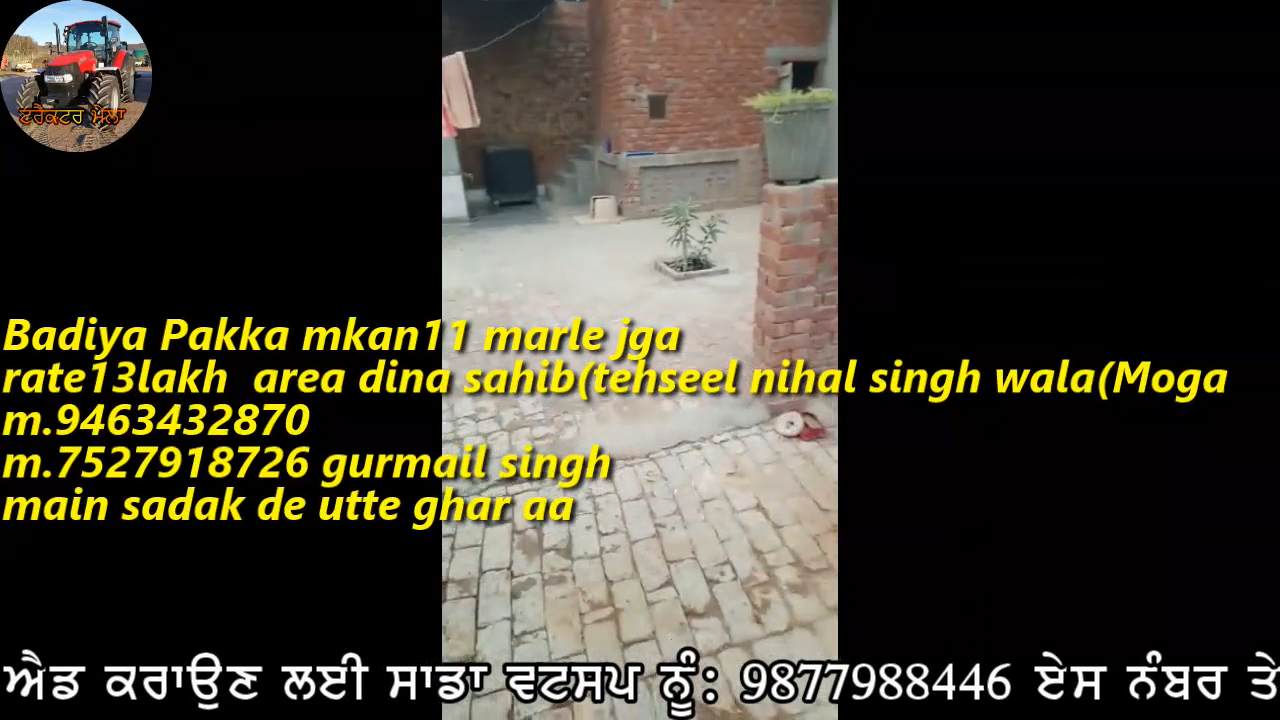 ਟਰੈਕਟਰ ਮੇਲਾ
Badiya Pakka mkan11 marle jga
rate13lakh area dina sahib(tehseel nihal singh wala(Moga
m.9463432870
m.7527918726 gurmail singh
main sadak de utte ghar aa
ਐਡ ਕਰਾਉਣ ਲਈ ਸਾਡਾ ਵਟਸਪ ਨੂੰ: 9877988446 ਏਸ ਨੰਬਰ ਤੇ